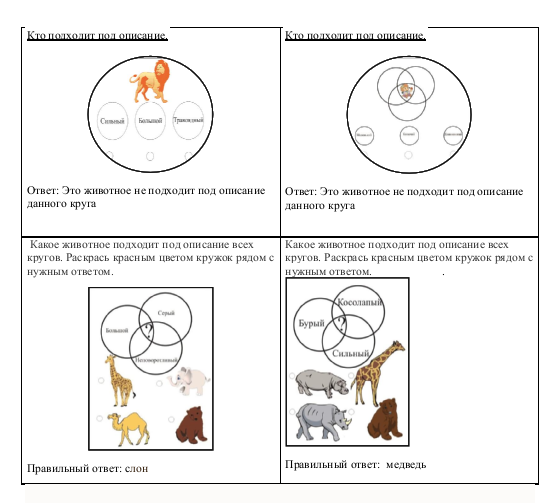 Кто подходит под описание.
Сильный
Большой
Травоядный
Ответ: Это животное не подходит под описание
данного круга
Кто подходит под описание.
Ответ: Это животное не подходит под описание
данного круга
Какое животное подходит под описание всех
кругов. Раскрась красным цветом кружок рядом с
нужным ответом.
Серый
Большой
?
Неповоротливый
Правильный ответ: слон
Какое животное подходит под описание всех
кругов. Раскрась красным цветом кружок рядом с
нужным ответом.
Косолапый
Бурый
?
Сильный
Правильный ответ: медведь